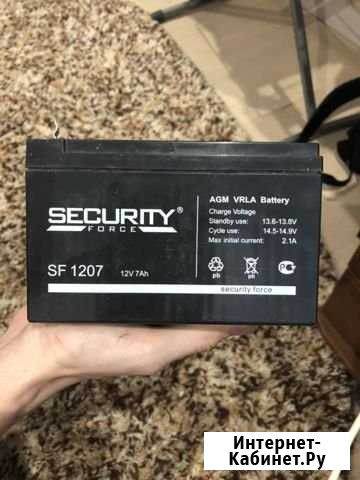 SECURITY®
FORCE
SF 1207
12V 7Ah
AGM VRLA Battery
Charge Voltage
Standby use: 13.6-13.8V
Cycle use: 14.5-14.9V
Max initial current: 2.1A
pb
pb
security force
Интернет-
Кабинет.Ру